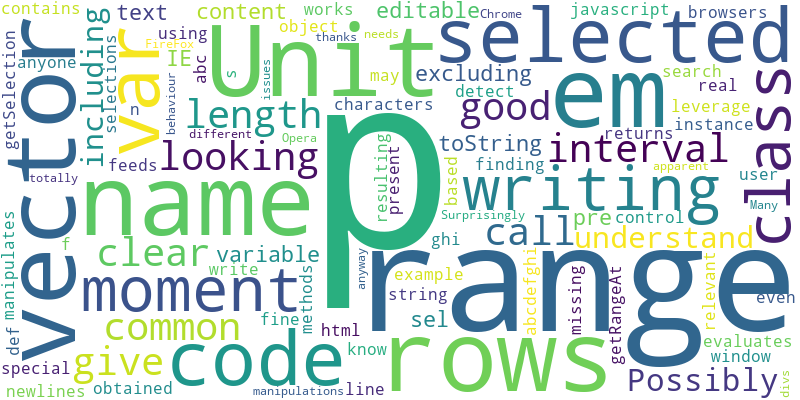 contains
text
content
works
editable
Chrome
javascript
browsers
anyone
getSelection
vector
var
including
selections
using
FireFox
IE
abc
s
object
thanks
needs
Unit
issues
selected
may
excluding
search
real
detect
em
leverage
class
n
behaviour
length
characters
good
instance
different
Opera
toString
returns
feeds
looking
present
resulting
p
interval
finding
based
apparent
user
totally
name
writing
Many
Surprisingly
pre
control
manipulates
f
def
clear
variable
call
understand
ghi
write
methods
anyway
range
moment
example
string
abcdefghi
missing
getRangeAt
relevant
even
common
fine
html
sel
evaluates
window
special
give
code
know
rows
Possibly
newlines
obtained
manipulations
line
divs